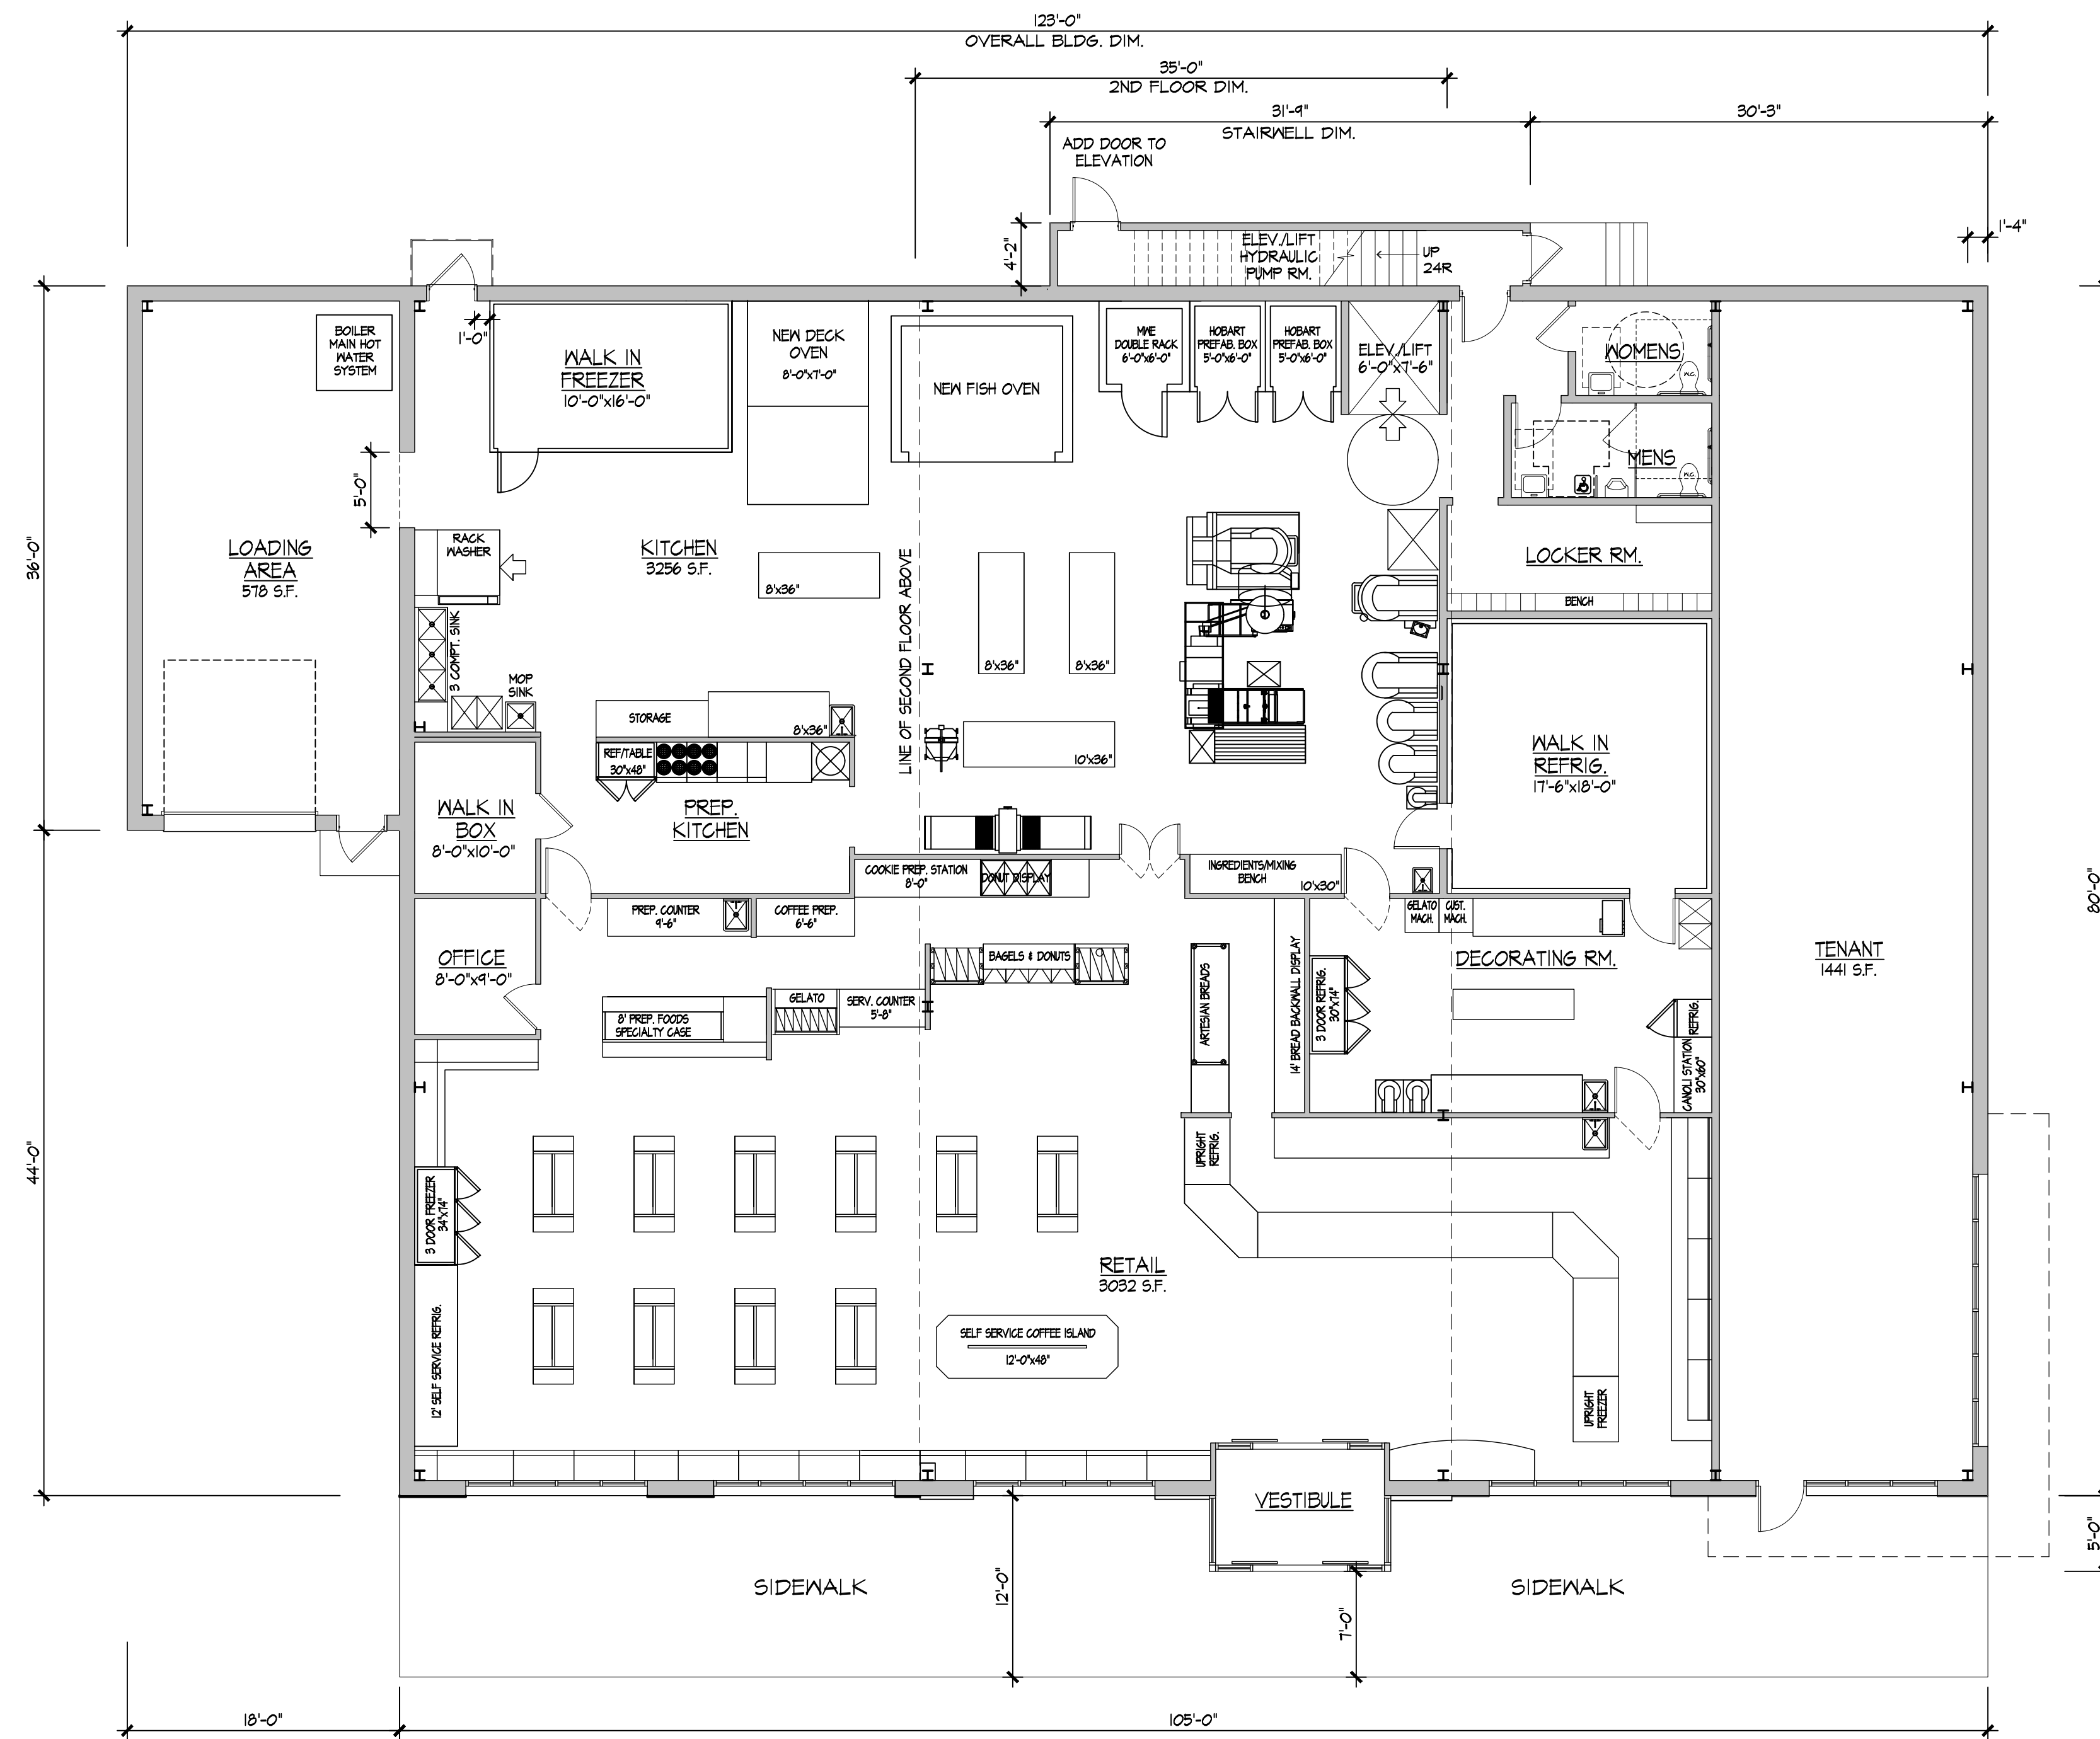 123'-0"
OVERALL BLDG. DIM.
35'-0"
2ND FLOOR DIM.
31'-9"
STAIRWELL DIM.
30'-3"
ADD DOOR TO
ELEVATION
4'-2"
ELEV./LIFT
HYDRAULIC
PUMP RM.
UP
24R
1'-4"
BOILER
MAIN HOT
WATER
SYSTEM
1'-0"
WALK IN
FREEZER
10'-0"x16'-0"
NEW DECK
OVEN
8'-0"x7'-0"
NEW FISH OVEN
MWE
DOUBLE RACK
6'-0"x6'-0"
HOBART
PREFAB. BOX
5'-0"x6'-0"
HOBART
PREFAB. BOX
5'-0"x6'-0"
ELEV./LIFT
6'-0"x7'-6"
WOMENS
W.C.
MENS
W.C.
5'-0"
36'-0"
LOADING
AREA
578 S.F.
RACK
WASHER
KITCHEN
3256 S.F.
8'x36"
LINE OF SECOND FLOOR ABOVE
8'x36"
8'x36"
LOCKER RM.
BENCH
3 COMPT. SINK
MOP
SINK
STORAGE
8'x36"
REF/TABLE
30"x48"
10'x36"
WALK IN
REFRIG.
17'-6"x18'-0"
WALK IN
BOX
8'-0"x10'-0"
PREP.
KITCHEN
COOKIE PREP. STATION
8'-0"
DONUT DISPLAY
INGREDIENTS/MIXING
BENCH
10'x30"
80'-0"
PREP. COUNTER
9'-6"
COFFEE PREP.
6'-6"
GELATO
MACH.
CUST.
MACH.
OFFICE
8'-0"x9'-0"
BAGELS & DONUTS
ARTESIAN BREADS
14' BREAD BACKWALL DISPLAY
3 DOOR REFRIG.
30"x74"
DECORATING RM.
TENANT
1441 S.F.
GELATO
SERV. COUNTER
5'-8"
8' PREP. FOODS
SPECIALTY CASE
REFRIG.
CANOLI STATION
30"x60"
44'-0"
3 DOOR FREEZER
34"x74"
UPRIGHT
REFRIG.
RETAIL
3032 S.F.
12' SELF SERVICE REFRIG.
SELF SERVICE COFFEE ISLAND
12'-0"x48"
UPRIGHT
FREEZER
VESTIBULE
5'-0"
SIDEWALK
12'-0"
7'-0"
SIDEWALK
18'-0"
105'-0"